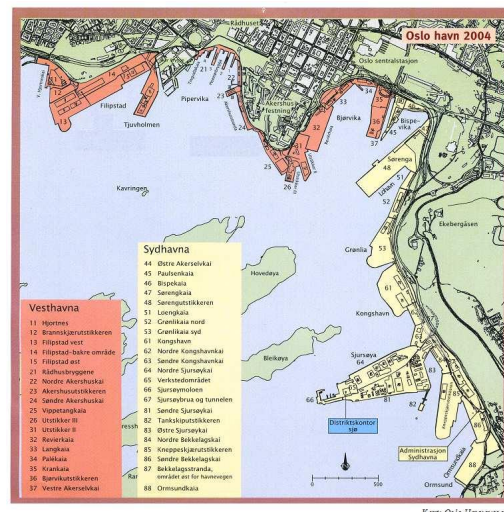 Oslo havn 2004
Rådhuset
Oslo sentralstasjon
Akershus
festning
Pipervika
Filipstad
Tjuvholmen
Bjørvika
Bispe-
vika
Sørenga
Lohavn
Kavringen
Ekebergåsen
Grønlia
Hovedøya
Kongshavn
Bleikøya
Sjursøya
Ormsundkaia
Ormsund
Distriktskontor
sjø
Administrasjon
Sydhavna
0
500
Vesthavna
11 Hjortnes
12 Brannskjærutstikkeren
13 Filipstad vest
14 Filipstad-bakre område
15 Filipstad øst
21 Rådhusbryggene
22 Nordre Akershuskai
23 Akershusutstikkeren
24 Søndre Akershuskai
25 Vippetangkaia
26 Utstikker III
31 Utstikker II
32 Revierkaia
33 Langkaia
34 Palékaia
35 Krankaia
36 Bjørvikutstikkeren
37 Vestre Akerselvkai
Sydhavna
44 Østre Akerselvkai
45 Paulsenkaia
46 Bispekaia
47 Sørengkaia
48 Sørengutstikkeren
51 Loengkaia
52 Grønlikaia nord
53 Grønlikaia syd
61 Kongshavn
62 Nordre Kongshavnkai
63 Søndre Kongshavnkai
64 Nordre Sjursøykai
65 Verkstedområdet
66 Sjursøymoloen
67 Sjursøybrua og tunnelen
81 Søndre Sjursøykai
82 Tankskiputstikkeren
83 Østre Sjursøykai
84 Nordre Bekkelagskai
85 Kneppeskjærutstikkeren
86 Søndre Bekkelagskai
87 Bekkelagsstranda,
området øst for havnevegen
88 Ormsundkaia